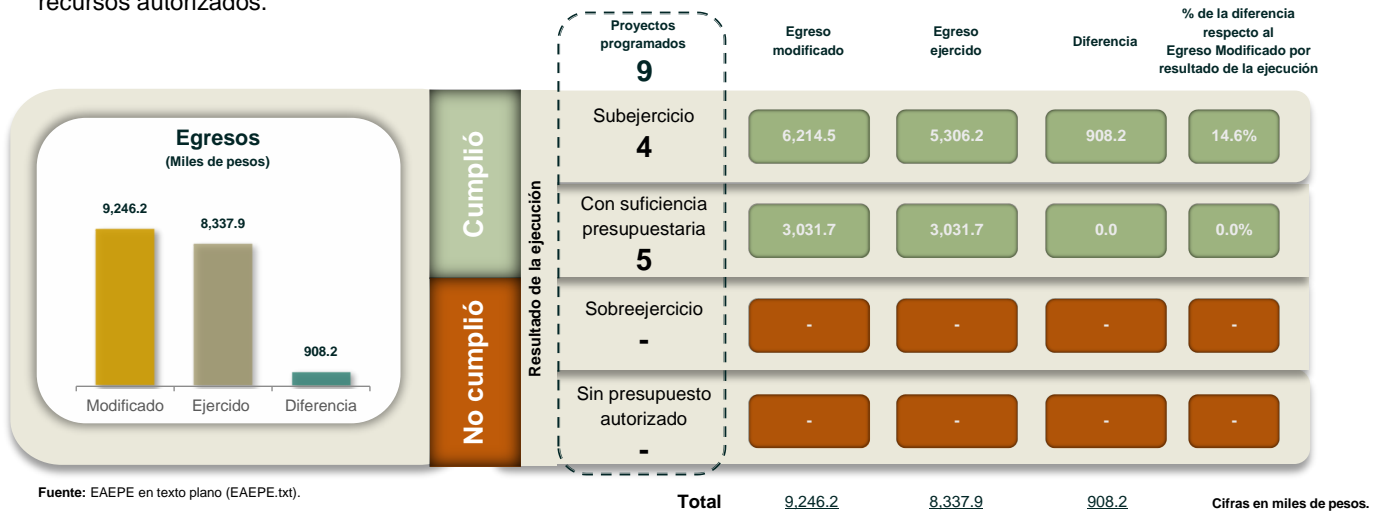 recursos autorizados.
Proyectos
programados
9
Egreso
modificado
Egreso
ejercido
Diferencia
% de la diferencia
respecto al
Egreso Modificado por
resultado de la ejecución
Egresos
(Miles de pesos)
9,246.2
8,337.9
908.2
Modificado
Ejercido
Diferencia
Cumplió
No cumplió
Resultado de la ejecución
Subejercicio
4
6,214.5
5,306.2
908.2
14.6%
Con suficiencia
presupuestaria
5
3,031.7
3,031.7
0.0
0.0%
Sobreejercicio
-
-
-
-
-
Sin presupuesto
autorizado
-
-
-
-
-
Fuente: EAEPE en texto plano (EAEPE.txt).
Total
9,246.2
8,337.9
908.2
Cifras en miles de pesos.